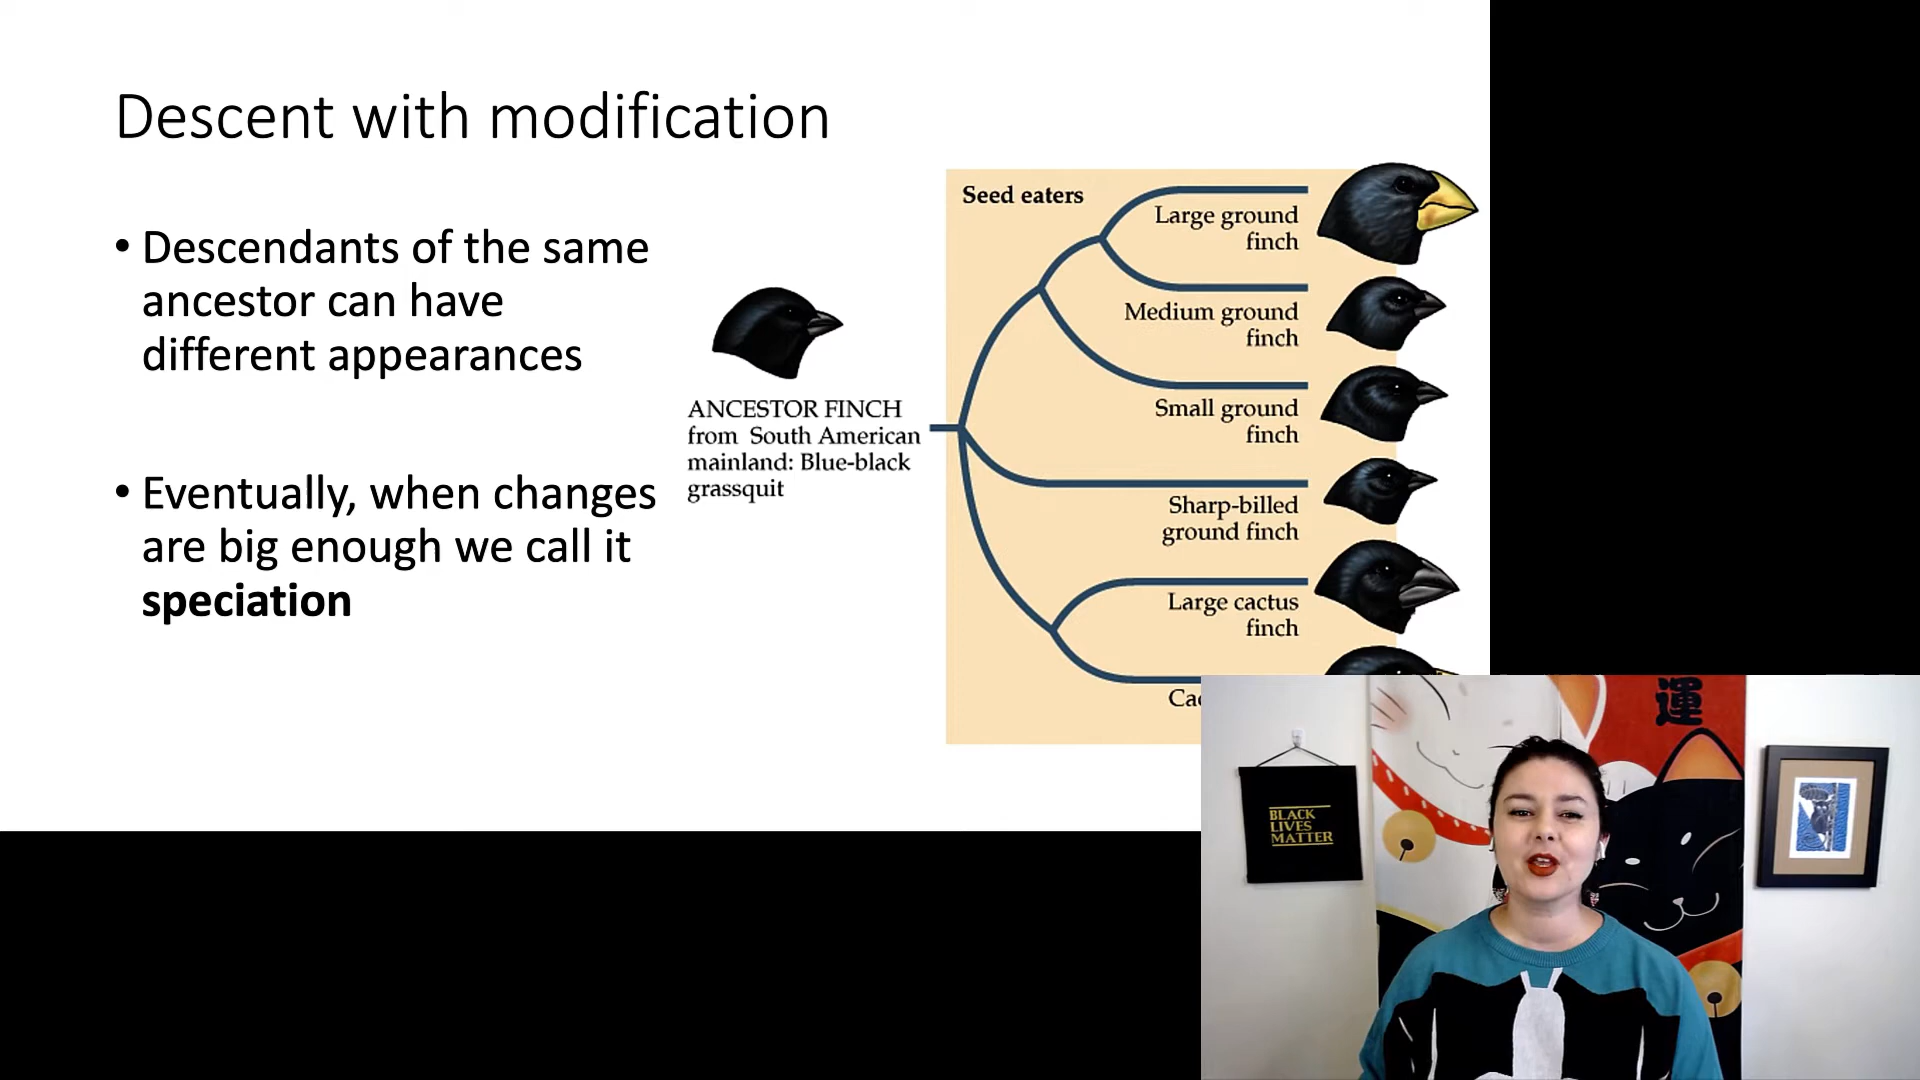 Descent with modification
• Descendants of the same
ancestor can have
different appearances
• Eventually, when changes
are big enough we call it
speciation
ANCESTOR FINCH
from South American
mainland: Blue-black
grassquit
Seed eaters
Large ground
finch
Medium ground
finch
Small ground
finch
Sharp-billed
ground finch
Large cactus
finch
運
BLACK
LIVES
MATTER